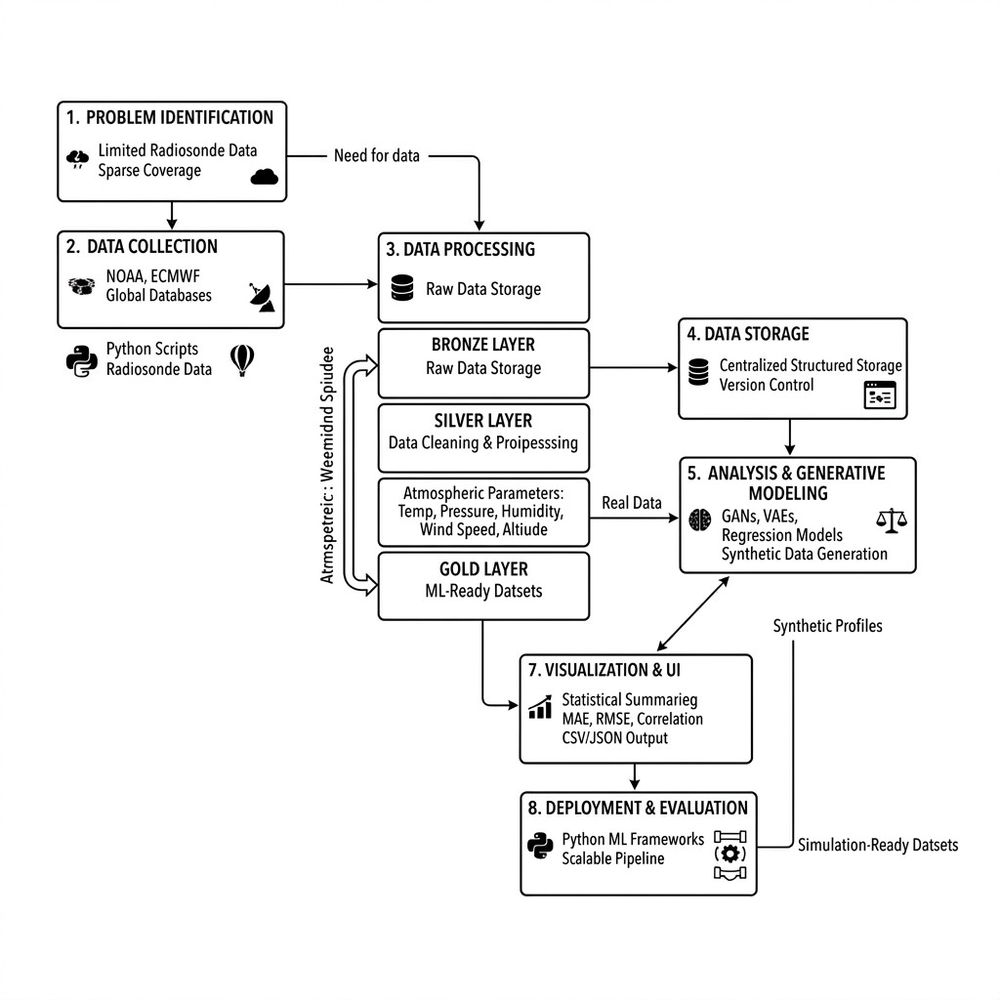 1. PROBLEM IDENTIFICATION
Limited Radiosonde Data
Sparse Coverage
Need for data
2. DATA COLLECTION
NOAA, ECMWF
Global Databases
Python Scripts
Radiosonde Data
3. DATA PROCESSING
Raw Data Storage
BRONZE LAYER
Raw Data Storage
SILVER LAYER
Data Cleaning & Proipesssing
Atmospheric Parameters:
Temp, Pressure, Humidity,
Wind Speed, Altiude
GOLD LAYER
ML-Ready Datsets
Atrmspetreic:: Weemidnd Spiudee
4. DATA STORAGE
Centralized Structured Storage
Version Control
Real Data
5. ANALYSIS & GENERATIVE
MODELING
GANs, VAEs,
Regression Models
Synthetic Data Generation
Synthetic Profiles
7. VISUALIZATION & UI
Statistical Summarieg
MAE, RMSE, Correlation
CSV/JSON Output
8. DEPLOYMENT & EVALUATION
Python ML Frameworks
Scalable Pipeline
Simulation-Ready Datsets